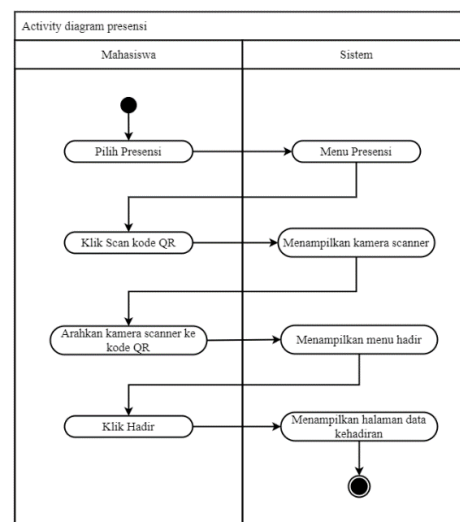 Activity diagram presensi
Mahasiswa
Sistem
Pilih Presensi
Menu Presensi
Klik Scan kode QR
Menampilkan kamera scanner
Arahkan kamera scanner ke
kode QR
Menampilkan menu hadir
Klik Hadir
Menampilkan halaman data
kehadiran